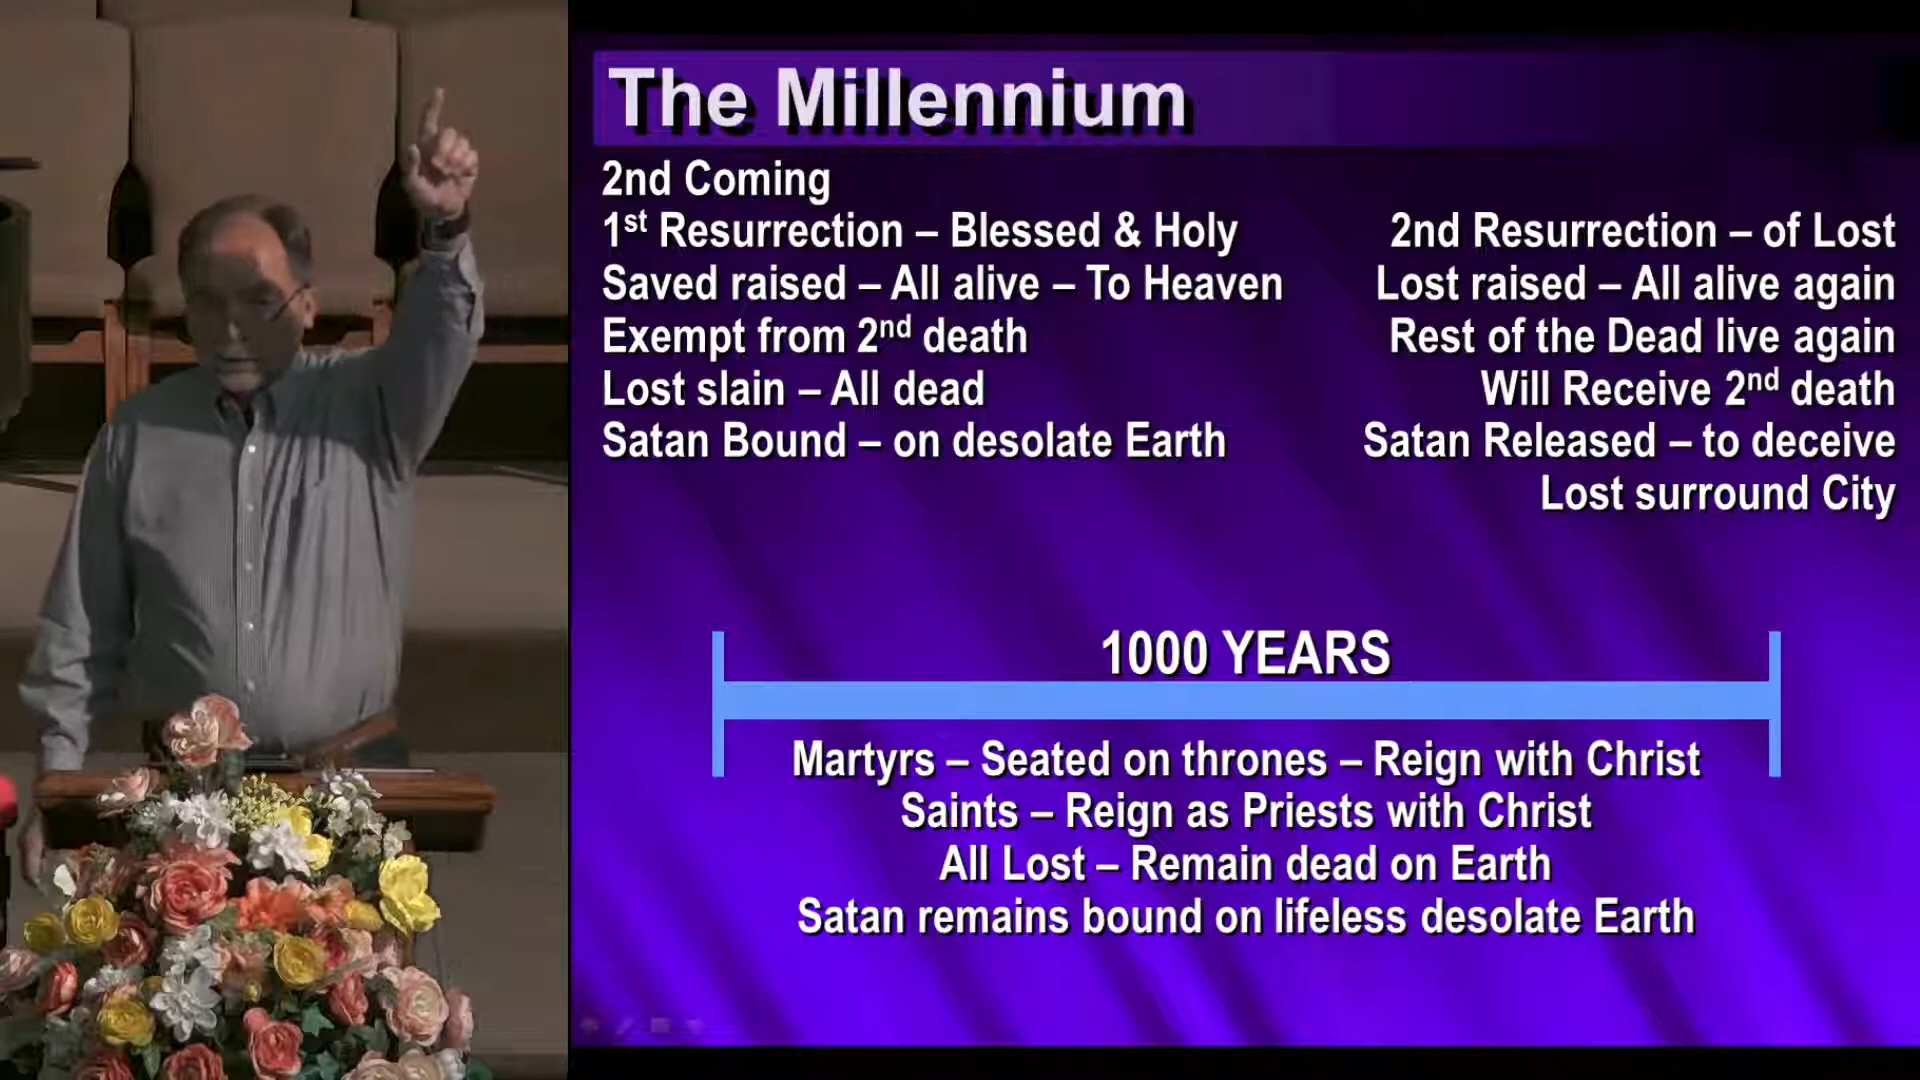 The Millennium
2nd Coming
1st Resurrection – Blessed & Holy
Saved raised – All alive – To Heaven
Exempt from 2nd death
Lost slain – All dead
Satan Bound – on desolate Earth
2nd Resurrection – of Lost
Lost raised – All alive again
Rest of the Dead live again
Will Receive 2nd death
Satan Released – to deceive
Lost surround City
1000 YEARS
Martyrs – Seated on thrones – Reign with Christ
Saints – Reign as Priests with Christ
All Lost – Remain dead on Earth
Satan remains bound on lifeless desolate Earth